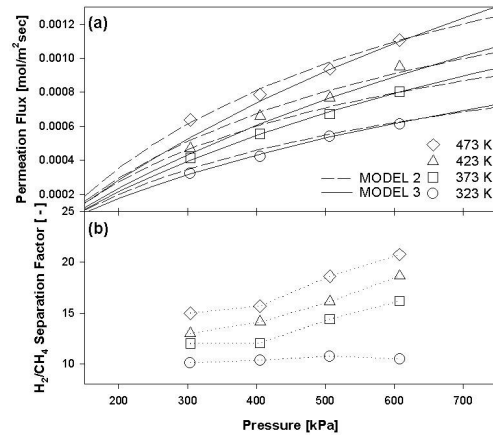 (a)
Permeation Flux [mol/m²sec]
0.0012
0.0010
0.0008
0.0006
0.0004
0.0002
473 K
423 K
MODEL 2
373 K
MODEL 3
323 K
(b)
H₂/CH₄ Separation Factor [ - ]
25
20
15
10
200 300 400 500 600 700
Pressure [kPa]